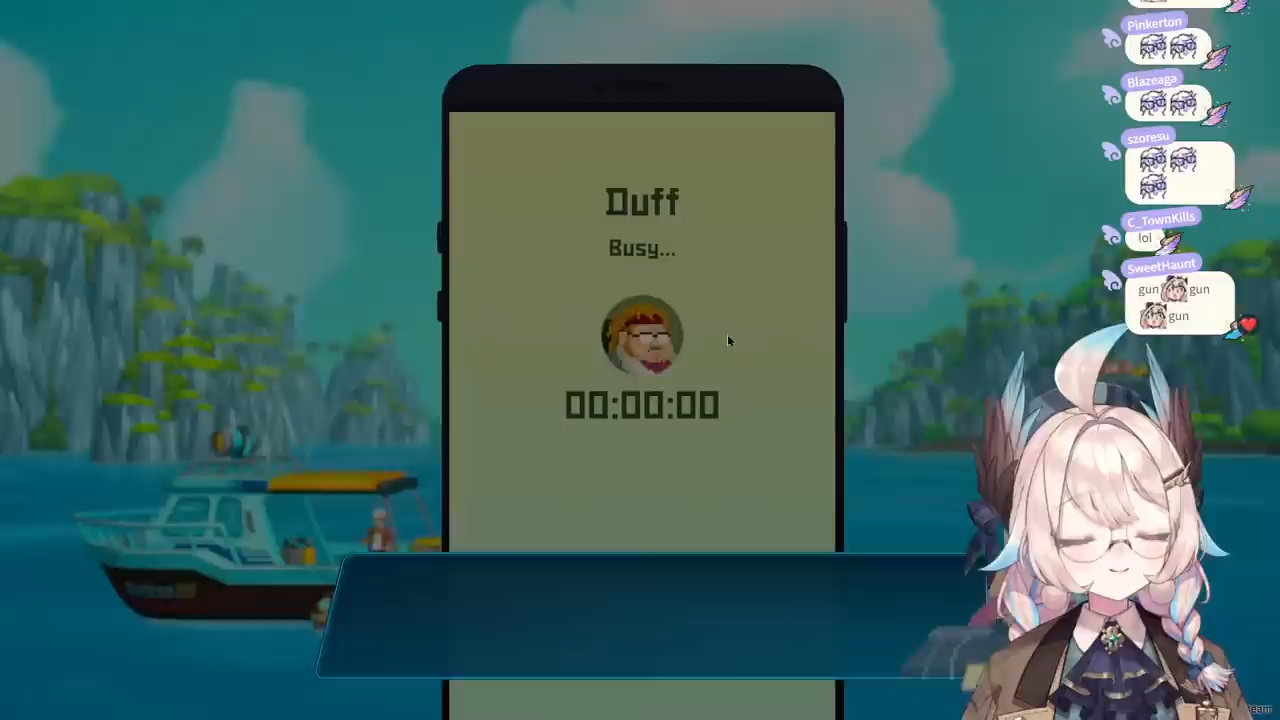 Duff
Busy...
00:00:00
Pinkerton
Blazeaga
szoresu
C_TownKills
lol
SweetHaunt
gun gun
gun